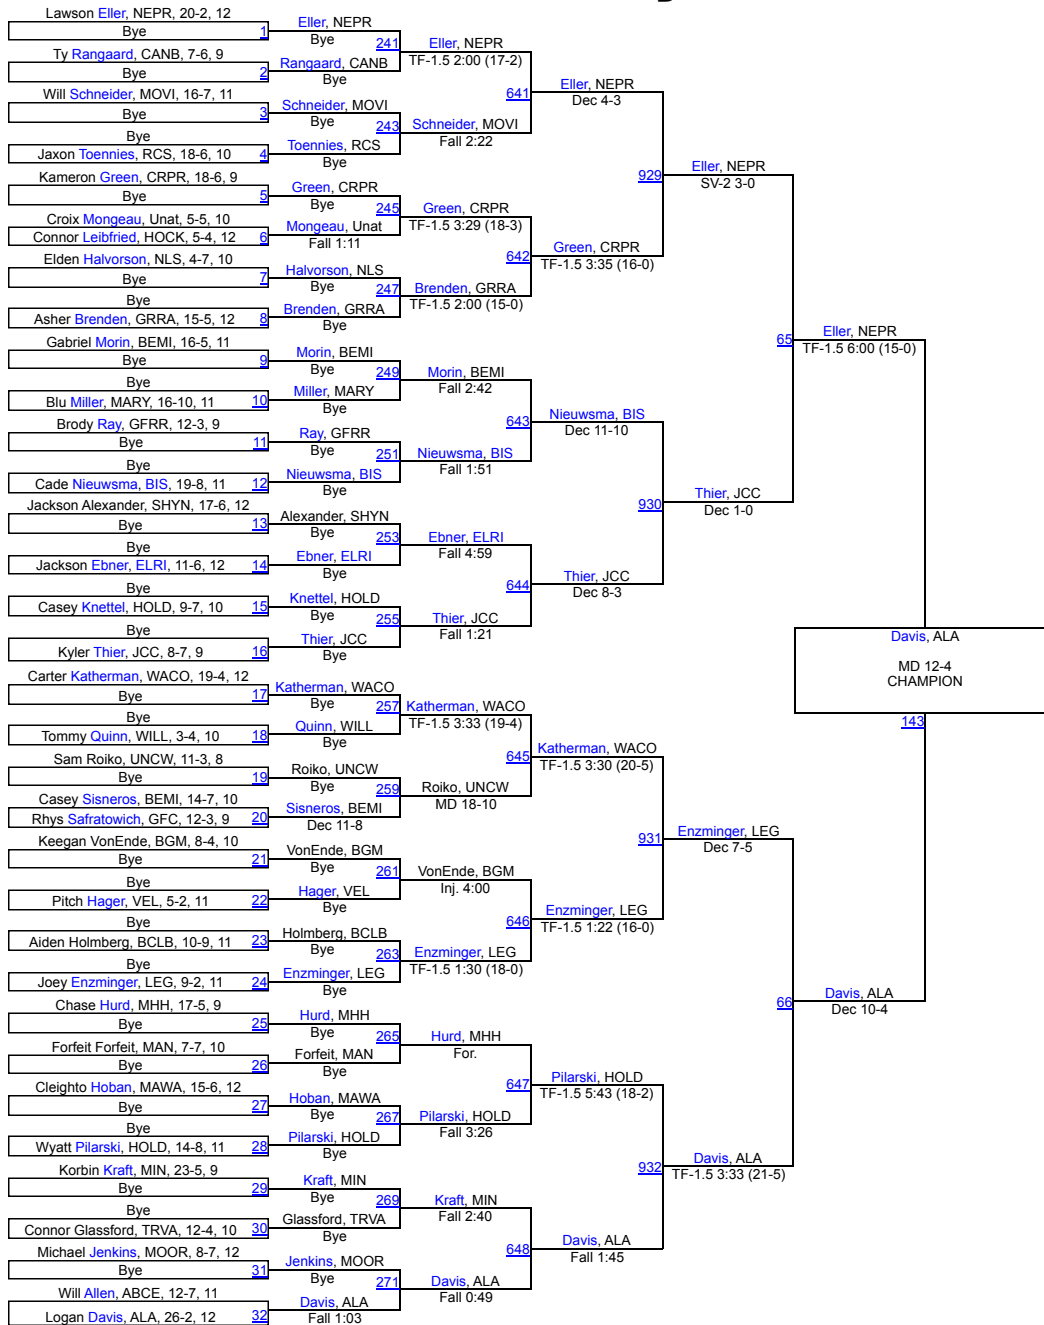 Lawson Eller, NEPR, 20-2, 12
Bye
1
Ty Rangaard, CANB, 7-6, 9
Bye
2
Will Schneider, MOVI, 16-7, 11
Bye
3
Bye
Jaxon Toennies, RCS, 18-6, 10
4
Kameron Green, CRPR, 18-6, 9
Bye
5
Croix Mongeau, Unat, 5-5, 10
Connor Leibfried, HOCK, 5-4, 12
6
Elden Halvorson, NLS, 4-7, 10
Bye
7
Bye
Asher Brenden, GRRA, 15-5, 12
8
Gabriel Morin, BEMI, 16-5, 11
Bye
9
Bye
Blu Miller, MARY, 16-10, 11
10
Brody Ray, GFRR, 12-3, 9
Bye
11
Bye
Cade Nieuwsma, BIS, 19-8, 11
12
Jackson Alexander, SHYN, 17-6, 12
Bye
13
Bye
Jackson Ebner, ELRI, 11-6, 12
14
Bye
Casey Knettel, HOLD, 9-7, 10
15
Bye
Kyler Thier, JCC, 8-7, 9
16
Carter Katherman, WACO, 19-4, 12
Bye
17
Bye
Tommy Quinn, WILL, 3-4, 10
18
Sam Roiko, UNCW, 11-3, 8
Bye
19
Casey Sisneros, BEMI, 14-7, 10
Rhys Safratowich, GFC, 12-3, 9
20
Keegan VonEnde, BGM, 8-4, 10
Bye
21
Bye
Pitch Hager, VEL, 5-2, 11
22
Bye
Aiden Holmberg, BCLB, 10-9, 11
23
Bye
Joey Enzminger, LEG, 9-2, 11
24
Chase Hurd, MHH, 17-5, 9
Bye
25
Forfeit Forfeit, MAN, 7-7, 10
Bye
26
Cleighto Hoban, MAWA, 15-6, 12
Bye
27
Bye
Wyatt Pilarski, HOLD, 14-8, 11
28
Korbin Kraft, MIN, 23-5, 9
Bye
29
Bye
Connor Glassford, TRVA, 12-4, 10
30
Michael Jenkins, MOOR, 8-7, 12
Bye
31
Will Allen, ABCE, 12-7, 11
Logan Davis, ALA, 26-2, 12
32
Eller, NEPR
Bye
241
Rangaard, CANB
Bye
Schneider, MOVI
Bye
243
Toennies, RCS
Bye
Green, CRPR
Bye
245
Mongeau, Unat
Fall 1:11
Halvorson, NLS
Bye
247
Brenden, GRRA
Bye
Morin, BEMI
Bye
249
Miller, MARY
Bye
Ray, GFRR
Bye
251
Nieuwsma, BIS
Bye
Alexander, SHYN
Bye
253
Ebner, ELRI
Bye
Knettel, HOLD
Bye
255
Thier, JCC
Bye
Katherman, WACO
Bye
257
Quinn, WILL
Bye
Roiko, UNCW
Bye
259
Sisneros, BEMI
Dec 11-8
VonEnde, BGM
Bye
261
Hager, VEL
Bye
Holmberg, BCLB
Bye
263
Enzminger, LEG
Bye
Hurd, MHH
Bye
265
Forfeit, MAN
Bye
Hoban, MAWA
Bye
267
Pilarski, HOLD
Bye
Kraft, MIN
Bye
269
Glassford, TRVA
Bye
Jenkins, MOOR
Bye
271
Davis, ALA
Fall 1:03
Eller, NEPR
TF-1.5 2:00 (17-2)
641
Schneider, MOVI
Fall 2:22
Green, CRPR
TF-1.5 3:29 (18-3)
642
Brenden, GRRA
TF-1.5 2:00 (15-0)
Morin, BEMI
Fall 2:42
643
Nieuwsma, BIS
Fall 1:51
Ebner, ELRI
Fall 4:59
644
Thier, JCC
Fall 1:21
Katherman, WACO
TF-1.5 3:33 (19-4)
645
Roiko, UNCW
MD 18-10
VonEnde, BGM
Inj. 4:00
646
Enzminger, LEG
TF-1.5 1:30 (18-0)
Hurd, MHH
For.
647
Pilarski, HOLD
Fall 3:26
Kraft, MIN
Fall 2:40
648
Davis, ALA
Fall 0:49
Eller, NEPR
Dec 4-3
929
Green, CRPR
TF-1.5 3:35 (16-0)
Nieuwsma, BIS
Dec 11-10
930
Thier, JCC
Dec 8-3
Katherman, WACO
TF-1.5 3:30 (20-5)
931
Enzminger, LEG
TF-1.5 1:22 (16-0)
Pilarski, HOLD
TF-1.5 5:43 (18-2)
932
Davis, ALA
Fall 1:45
Eller, NEPR
SV-2 3-0
65
Thier, JCC
Dec 1-0
Enzminger, LEG
Dec 7-5
66
Davis, ALA
TF-1.5 3:33 (21-5)
Eller, NEPR
TF-1.5 6:00 (15-0)
Davis, ALA
MD 12-4
CHAMPION
143
Davis, ALA
Dec 10-4